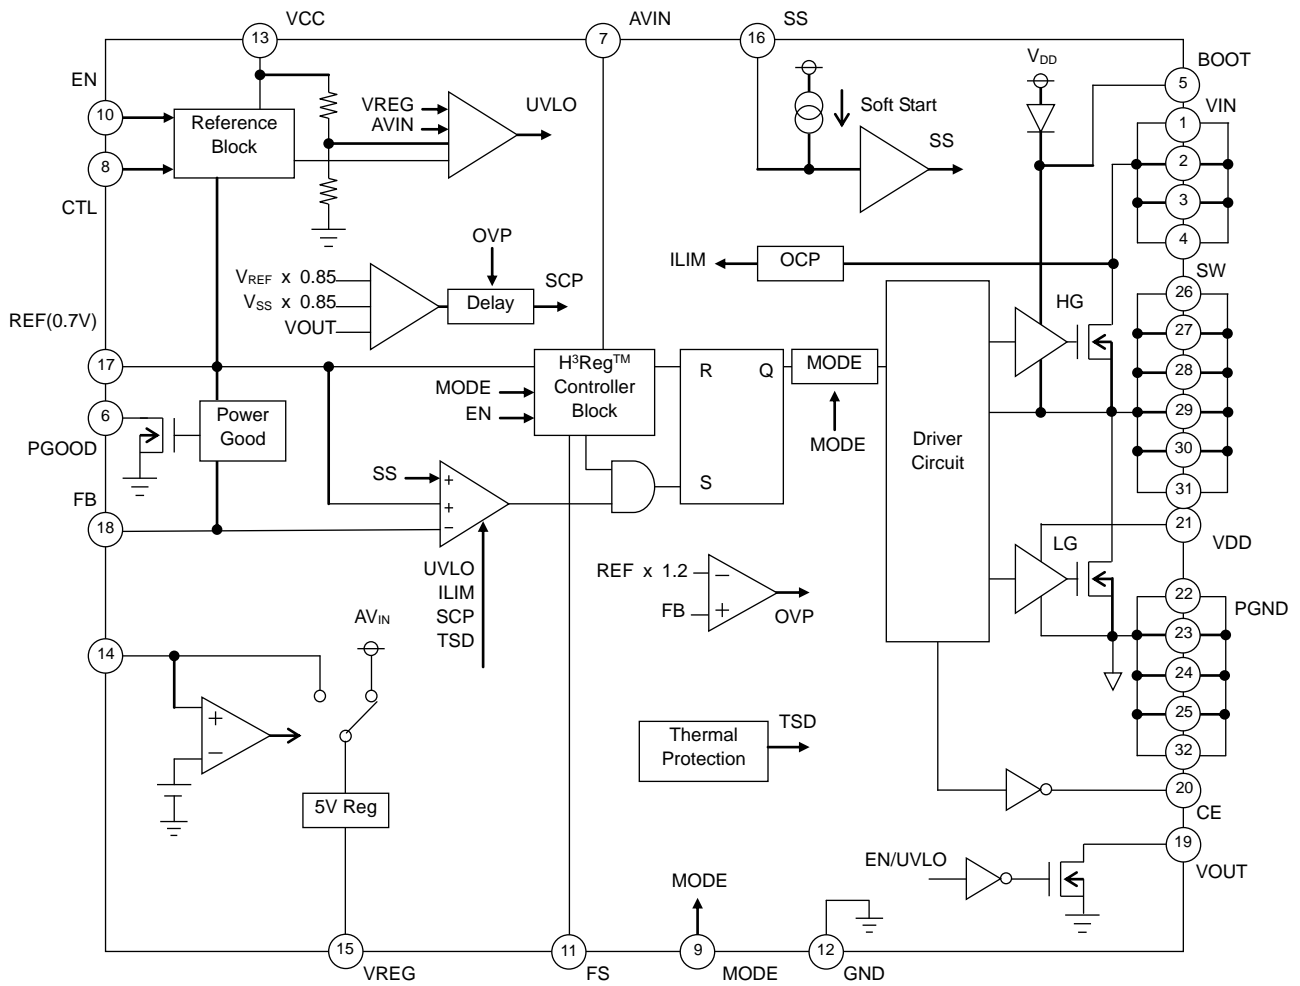 VCC
AVIN
SS
13
7
16
EN
10
8
CTL
Reference
Block
VREG
AVIN
UVLO
Soft Start
SS
VDD
BOOT
5
VIN
1
2
3
4
OVP
VREF x 0.85
VSS x 0.85
VOUT
Delay
SCP
ILIM
OCP
SW
26
27
28
29
30
31
HG
REF(0.7V)
17
6
PGOOD
FB
18
Power
Good
MODE
EN
H³Reg™
Controller
Block
R
Q
S
MODE
MODE
Driver
Circuit
SS
+
+
−
UVLO
ILIM
SCP
TSD
REF x 1.2
FB
−
+
OVP
LG
21
VDD
22
PGND
23
24
25
32
20
CE
19
VOUT
14
AVIN
+
−
5V Reg
Thermal
Protection
TSD
EN/UVLO
MODE
15
VREG
11
FS
9
MODE
12
GND